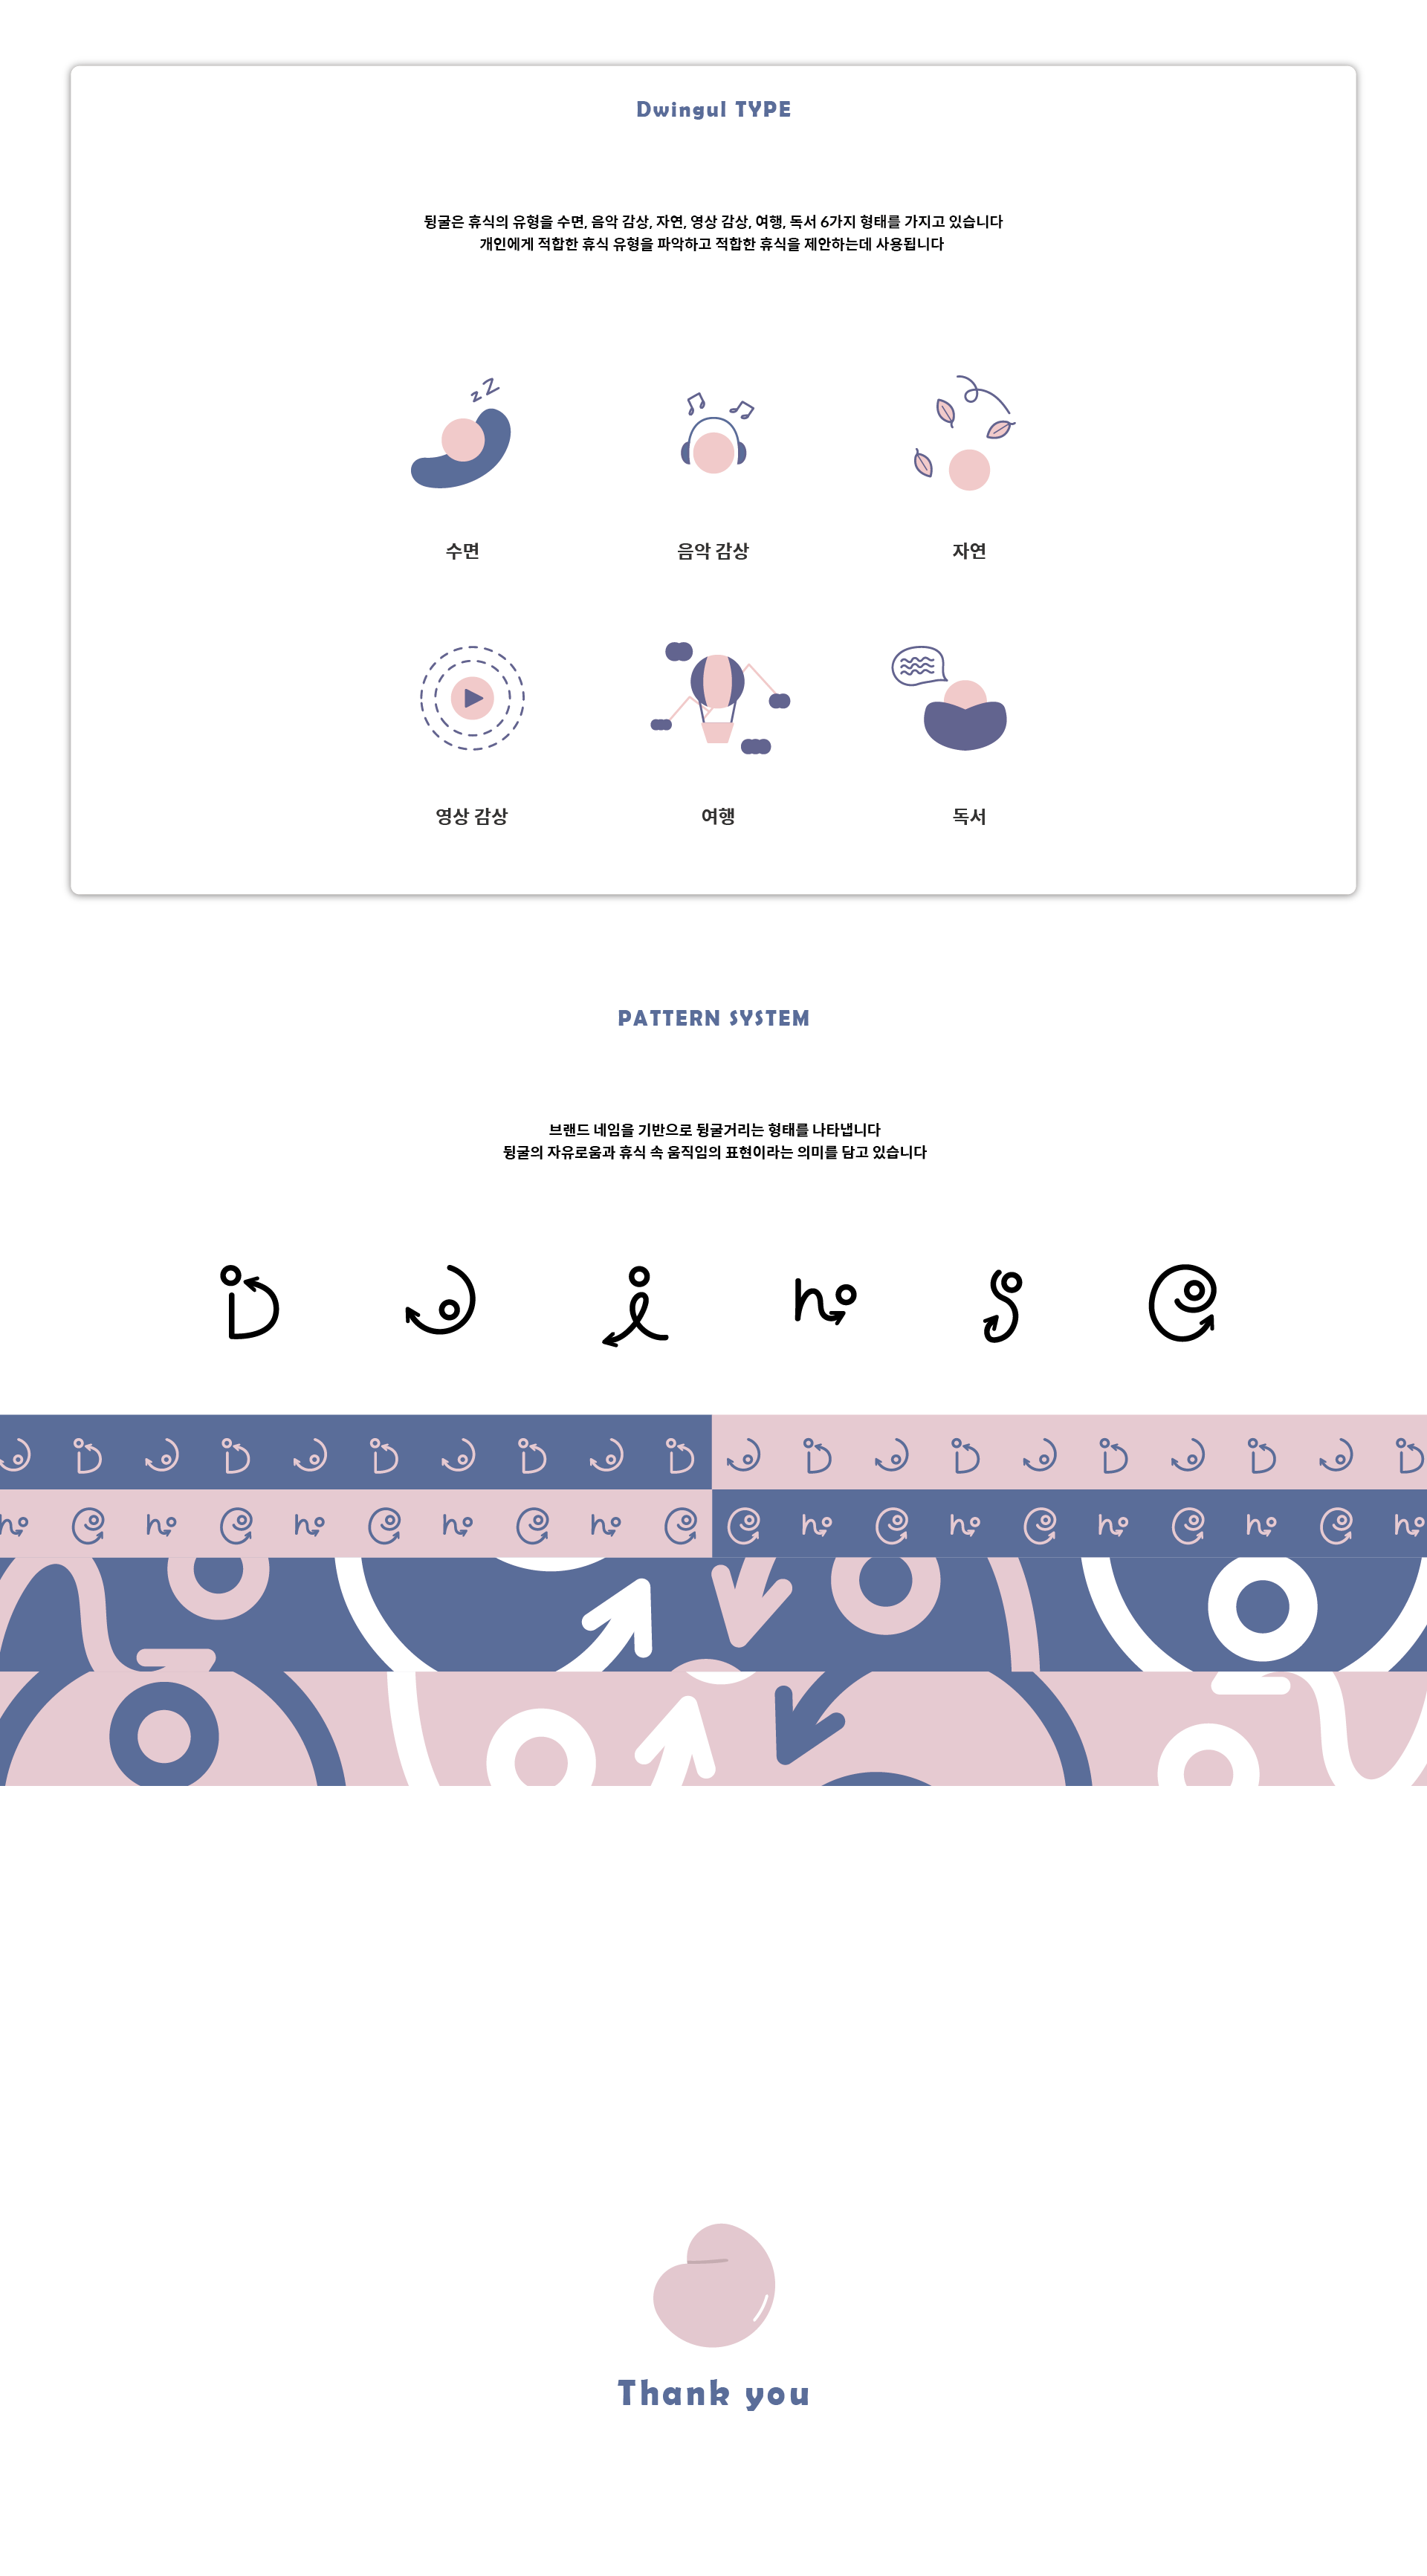 Dwingul TYPE
뒹굴은 휴식의 유형을 수면, 음악 감상, 자연, 영상 감상, 여행, 독서 6가지 형태를 가지고 있습니다
개인에게 적합한 휴식 유형을 파악하고 적합한 휴식을 제안하는데 사용됩니다
zZ
수면
음악 감상
자연
영상 감상
여행
독서
PATTERN SYSTEM
브랜드 네임을 기반으로 뒹굴거리는 형태를 나타냅니다
뒹굴의 자유로움과 휴식 속 움직임의 표현이라는 의미를 담고 있습니다
Thank you